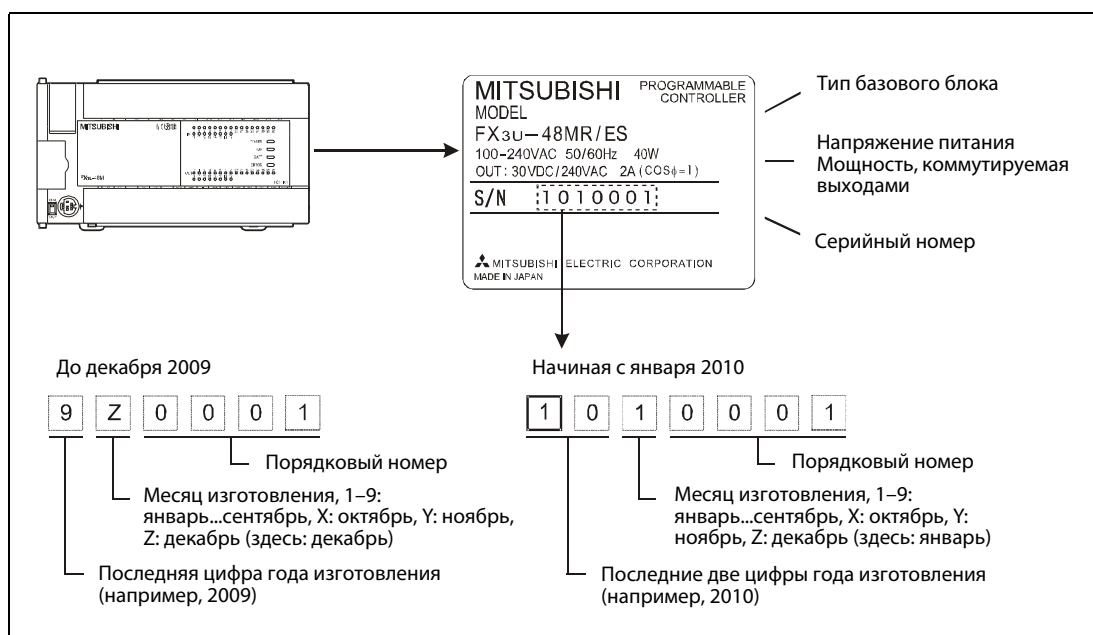 MITSUBISHI
FX3U-48M
MITSUBISHI PROGRAMMABLE
CONTROLLER
MODEL
FX3U-48MR/ES
100-240VAC 50/60Hz 40W
OUT: 30VDC/240VAC 2A (COSϕ=1)
S/N 1010001
MITSUBISHI ELECTRIC CORPORATION
MADE IN JAPAN
Тип базового блока
Напряжение питания
Мощность, коммутируемая
выходами
Серийный номер
До декабря 2009
9 Z 0 0 0 1
Порядковый номер
Месяц изготовления, 1–9:
январь...сентябрь, X: октябрь, Y: ноябрь,
Z: декабрь (здесь: декабрь)
Последняя цифра года изготовления
(например, 2009)
Начиная с января 2010
1 0 1 0 0 0 1
Порядковый номер
Месяц изготовления, 1–9:
январь...сентябрь, X: октябрь, Y:
ноябрь, Z: декабрь (здесь: январь)
Последние две цифры года изготовления
(например, 2010)